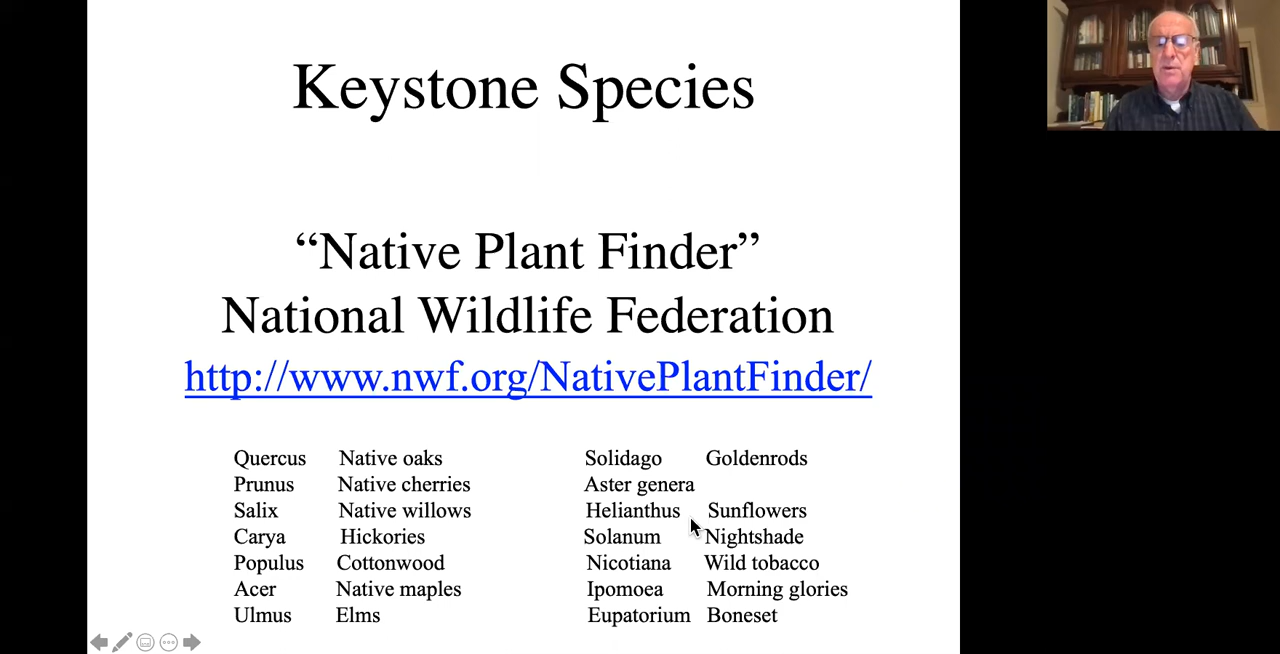 Keystone Species
“Native Plant Finder”
National Wildlife Federation
http://www.nwf.org/NativePlantFinder/
Quercus Native oaks
Prunus Native cherries
Salix Native willows
Carya Hickories
Populus Cottonwood
Acer Native maples
Ulmus Elms
Solidago Goldenrods
Aster genera
Helianthus Sunflowers
Solanum Nightshade
Nicotiana Wild tobacco
Ipomoea Morning glories
Eupatorium Boneset